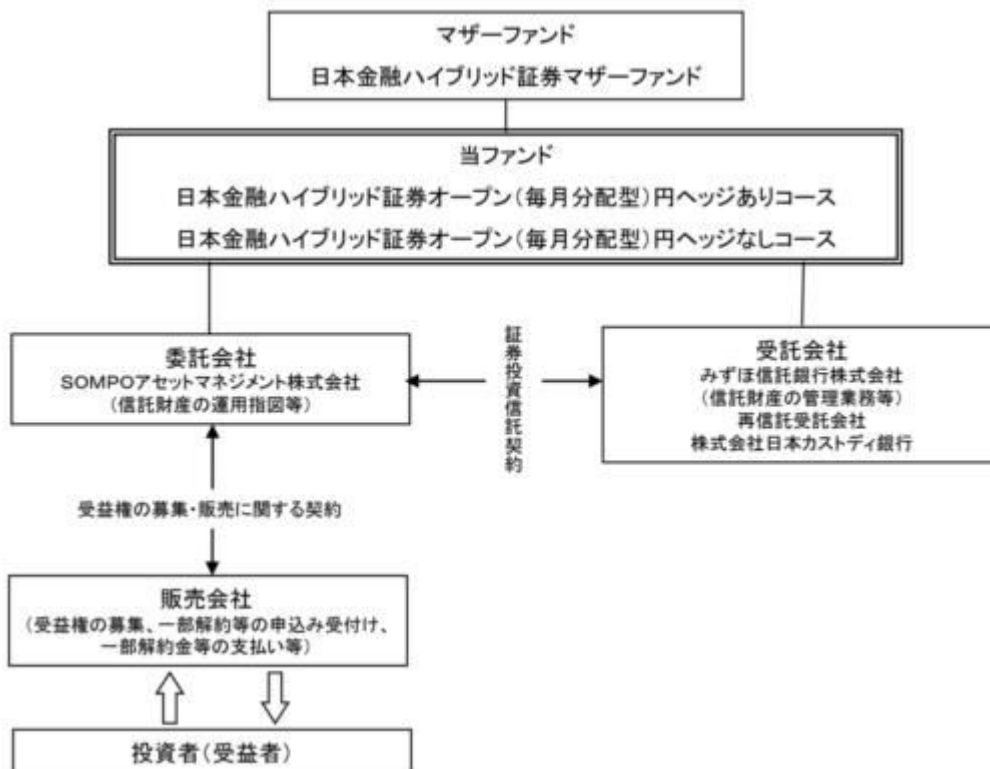 マザーファンド
日本金融ハイブリッド証券マザーファンド
当ファンド
日本金融ハイブリッド証券オープン(毎月分配型)円ヘッジありコース
日本金融ハイブリッド証券オープン(毎月分配型)円ヘッジなしコース
委託会社
SOMPOアセットマネジメント株式会社
(信託財産の運用指図等)
証券投資信託契約
受託会社
みずほ信託銀行株式会社
(信託財産の管理業務等)
再信託受託会社
株式会社日本カストディ銀行
受益権の募集・販売に関する契約
販売会社
(受益権の募集、一部解約等の申込み受付け、
一部解約金等の支払い等)
投資者(受益者)